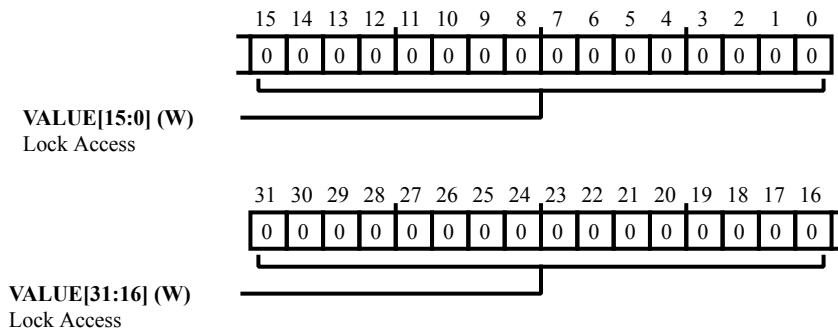 15 14 13 12 11 10 9 8 7 6 5 4 3 2 1 0
0 0 0 0 0 0 0 0 0 0 0 0 0 0 0 0
VALUE[15:0] (W)
Lock Access
31 30 29 28 27 26 25 24 23 22 21 20 19 18 17 16
0 0 0 0 0 0 0 0 0 0 0 0 0 0 0 0
VALUE[31:16] (W)
Lock Access